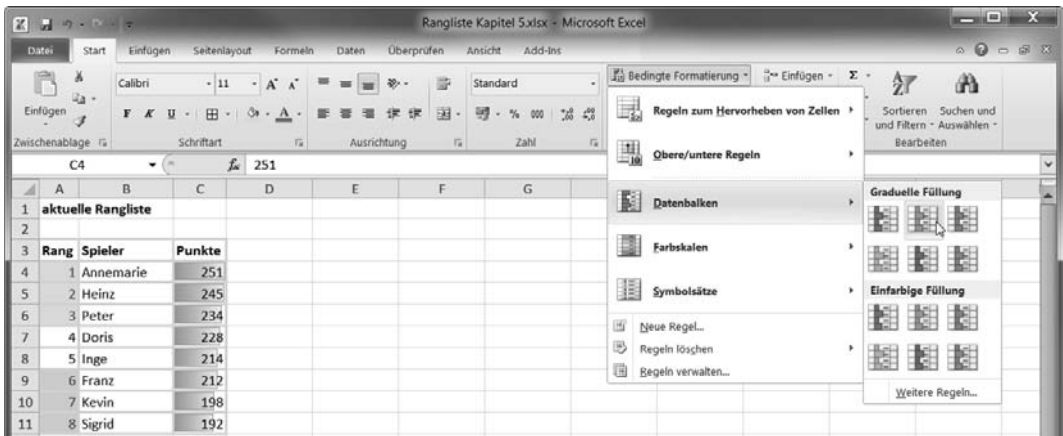 Rangliste Kapitel 5.xlsx - Microsoft Excel
Datei Start Einfügen Seitenlayout Formeln Daten Überprüfen Ansicht Add-Ins
Einfügen
Calibri 11 A A
F K U A
Standard
% 000
Bedingte Formatierung
Einfügen
Σ
Sortieren und Filtern
Suchen und Auswählen
Zwischenablage Schriftart Ausrichtung Zahl Bearbeiten
C4 fx 251
A B C D E F G
1 aktuelle Rangliste
2
3 Rang Spieler Punkte
4 1 Annemarie 251
5 2 Heinz 245
6 3 Peter 234
7 4 Doris 228
8 5 Inge 214
9 6 Franz 212
10 7 Kevin 198
11 8 Sigrid 192
Regeln zum Hervorheben von Zellen
Obere/untere Regeln
Datenbalken
Farbskalen
Symbolsätze
Neue Regel...
Regeln löschen
Regeln verwalten...
Graduelle Füllung
Einfarbige Füllung
Weitere Regeln...